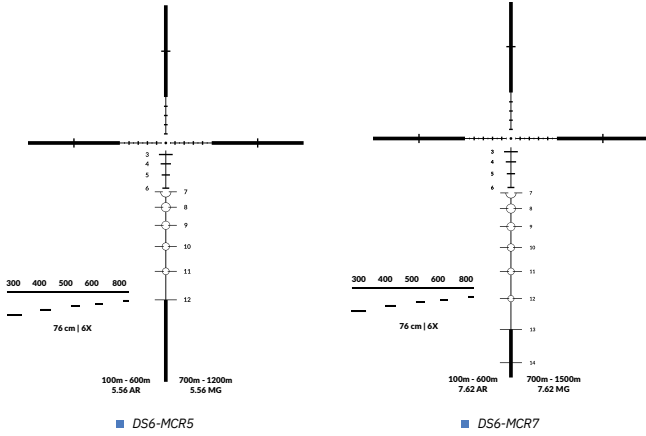 3
4
5
6
7
8
9
10
11
12
300 400 500 600 800
76 cm | 6X
100m - 600m 700m - 1200m
5.56 AR 5.56 MG
DS6-MCR5
3
4
5
6
7
8
9
10
11
12
13
14
300 400 500 600 800
76 cm | 6X
100m - 600m 700m - 1500m
7.62 AR 7.62 MG
DS6-MCR7